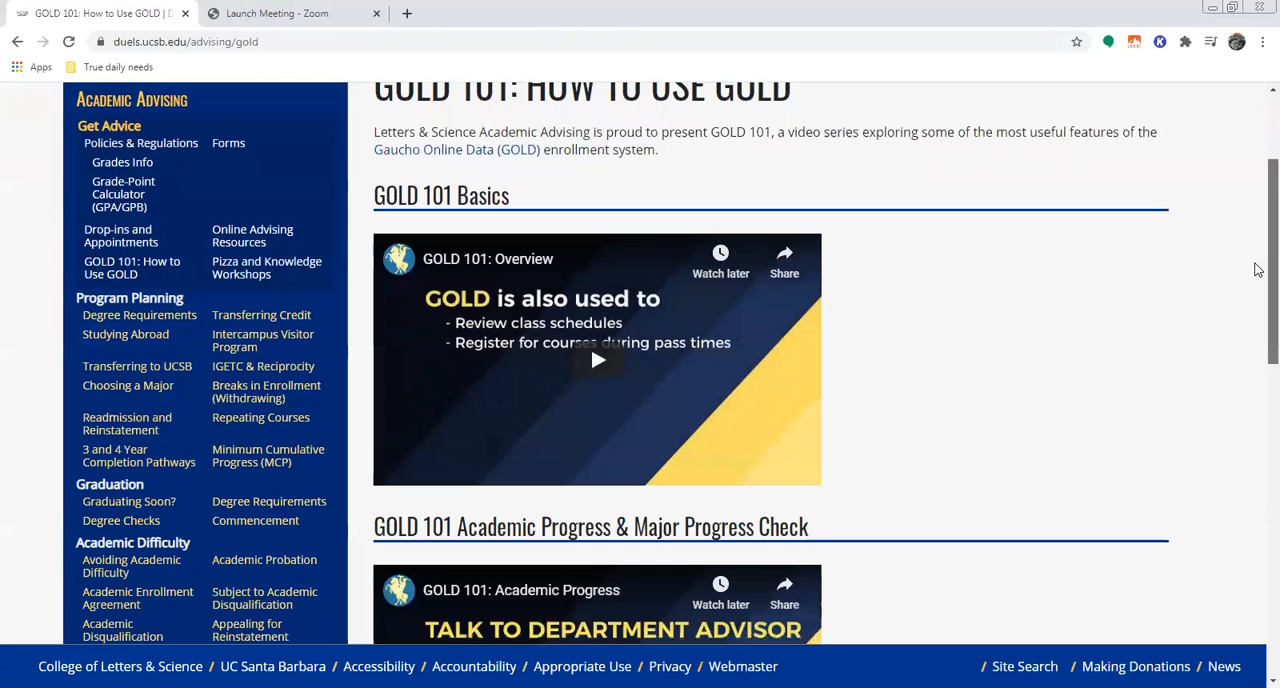 GOLD 101: How to Use GOLD | D
Launch Meeting - Zoom
duels.ucsb.edu/advising/gold
Apps
True daily needs
ACADEMIC ADVISING
Get Advice
Policies & Regulations
Forms
Grades Info
Grade-Point
Calculator
(GPA/GPB)
Drop-ins and
Appointments
Online Advising
Resources
GOLD 101: How to
Use GOLD
Pizza and Knowledge
Workshops
Program Planning
Degree Requirements
Transferring Credit
Studying Abroad
Intercampus Visitor
Program
Transferring to UCSB
IGETC & Reciprocity
Choosing a Major
Breaks in Enrollment
(Withdrawing)
Readmission and
Reinstatement
Repeating Courses
3 and 4 Year
Completion Pathways
Minimum Cumulative
Progress (MCP)
Graduation
Graduating Soon?
Degree Requirements
Degree Checks
Commencement
Academic Difficulty
Avoiding Academic
Difficulty
Academic Probation
Academic Enrollment
Agreement
Subject to Academic
Disqualification
Academic
Disqualification
Appealing for
Reinstatement
GOLD 101: HOW TO USE GOLD
Letters & Science Academic Advising is proud to present GOLD 101, a video series exploring some of the most useful features of the
Gaucho Online Data (GOLD) enrollment system.
GOLD 101 Basics
GOLD 101: Overview
Watch later
Share
GOLD is also used to
- Review class schedules
- Register for courses during pass times
GOLD 101 Academic Progress & Major Progress Check
GOLD 101: Academic Progress
Watch later
Share
TALK TO DEPARTMENT ADVISOR
College of Letters & Science / UC Santa Barbara / Accessibility / Accountability / Appropriate Use / Privacy / Webmaster
/ Site Search / Making Donations / News